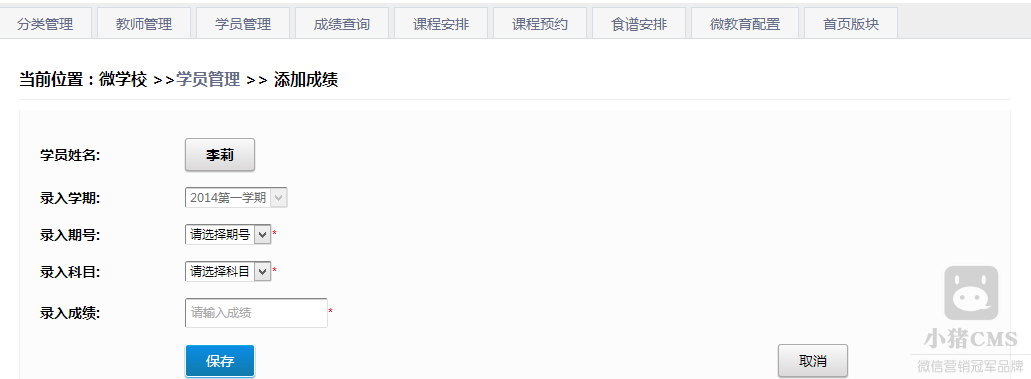 分类管理 教师管理 学员管理 成绩查询 课程安排 课程预约 食谱安排 微教育配置 首页版块
当前位置：微学校 >>学员管理 >> 添加成绩
学员姓名: 李莉
录入学期: 2014第一学期
录入期号: 请选择期号 *
录入科目: 请选择科目 *
录入成绩: 请输入成绩 *
保存 取消
小猪CMS
微信营销冠军品牌